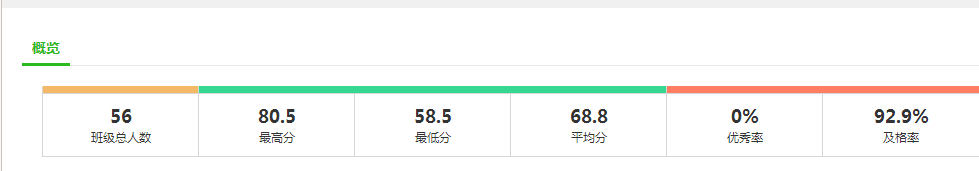 概览
56 80.5 58.5 68.8 0% 92.9%
班级总人数 最高分 最低分 平均分 优秀率 及格率